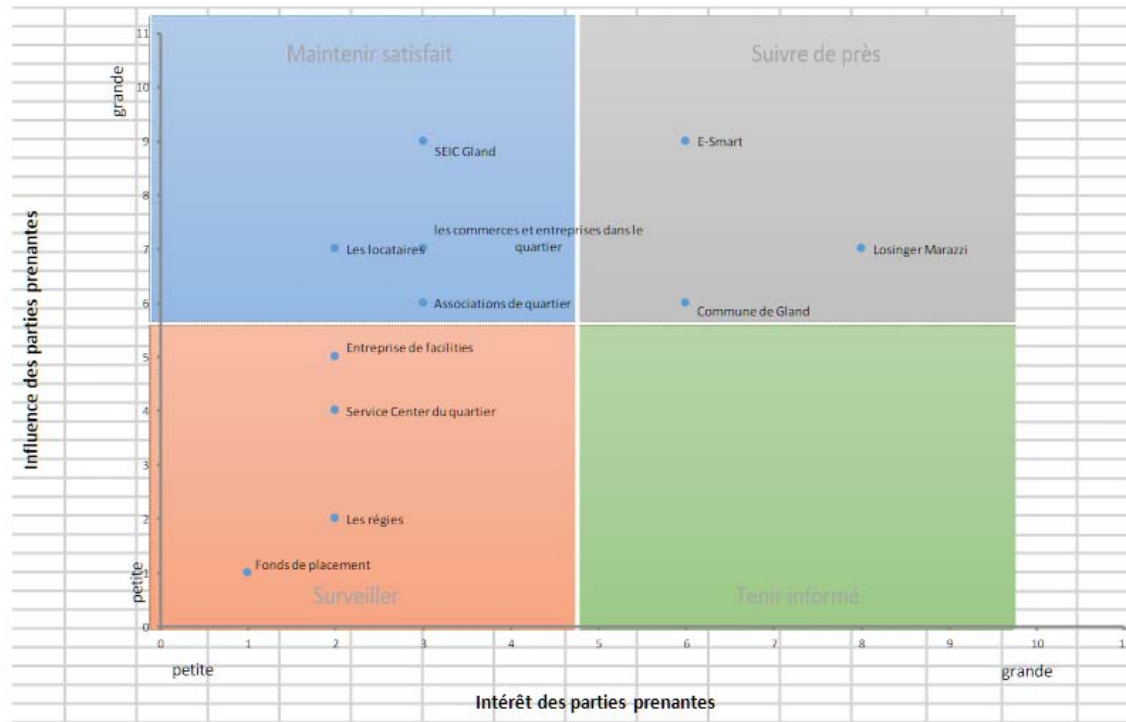 11
Maintenir satisfait
Suivre de près
grande
10
9
SEIC Gland
E-Smart
8
les commerces et entreprises dans le
quartier
7
Les locataires
Losinger Marazzi
6
Associations de quartier
Commune de Gland
Influence des parties prenantes
5
Entreprise de facilities
4
Service Center du quartier
3
2
Les régies
Fonds de placement
1
petite
Surveiller
Tenir informé
0
0 1 2 3 4 5 6 7 8 9 10 1
petite
grande
Intérêt des parties prenantes